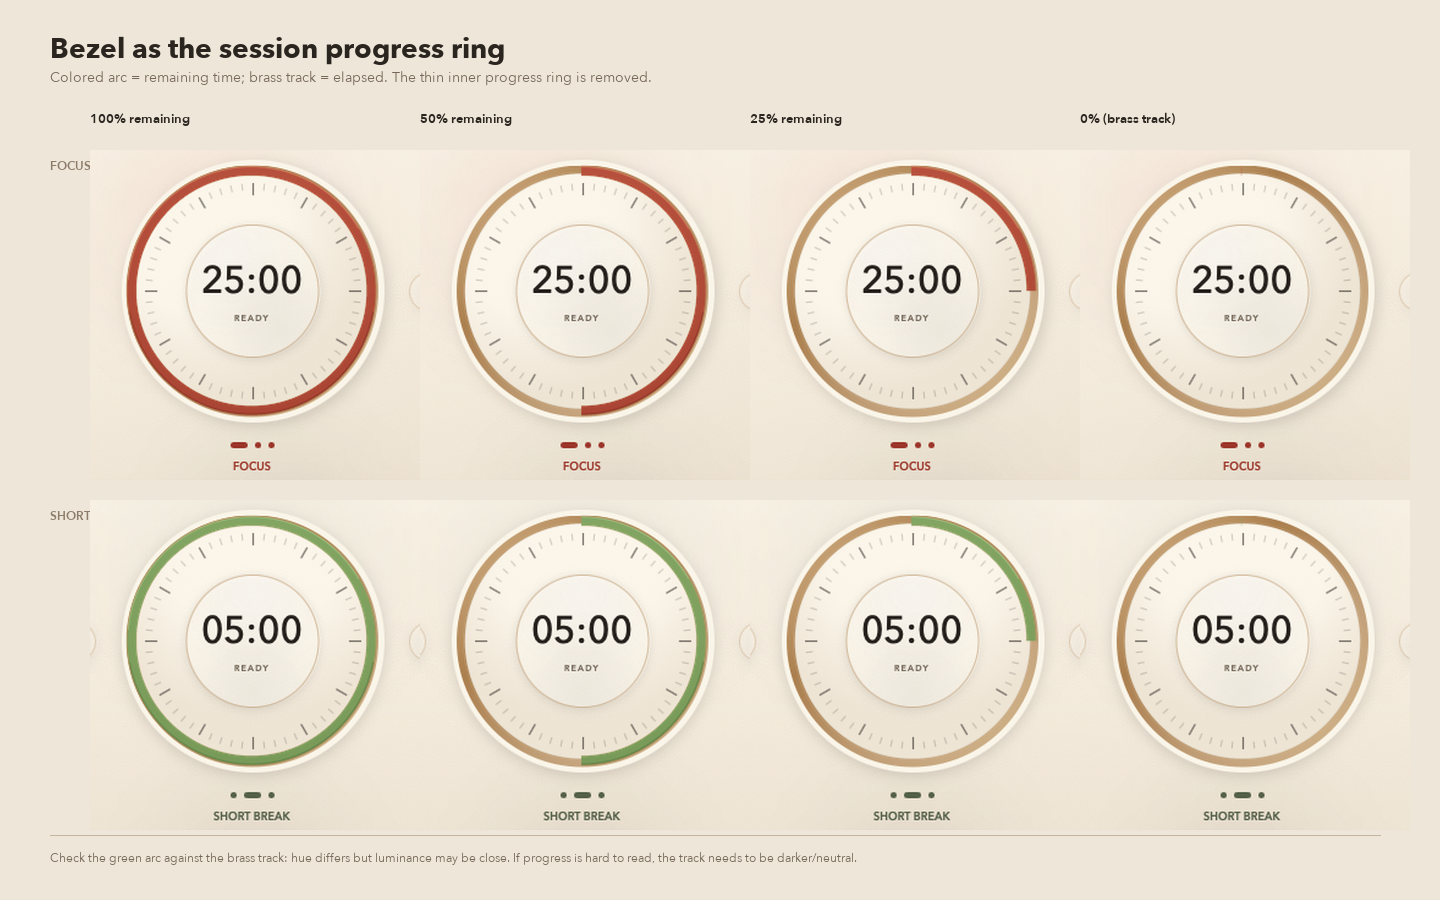 Bezel as the session progress ring
Colored arc = remaining time; brass track = elapsed. The thin inner progress ring is removed.
100% remaining
50% remaining
25% remaining
0% (brass track)
FOCUS
25:00
READY
FOCUS
25:00
READY
FOCUS
25:00
READY
FOCUS
25:00
READY
FOCUS
SHORT
05:00
READY
SHORT BREAK
05:00
READY
SHORT BREAK
05:00
READY
SHORT BREAK
05:00
READY
SHORT BREAK
Check the green arc against the brass track: hue differs but luminance may be close. If progress is hard to read, the track needs to be darker/neutral.